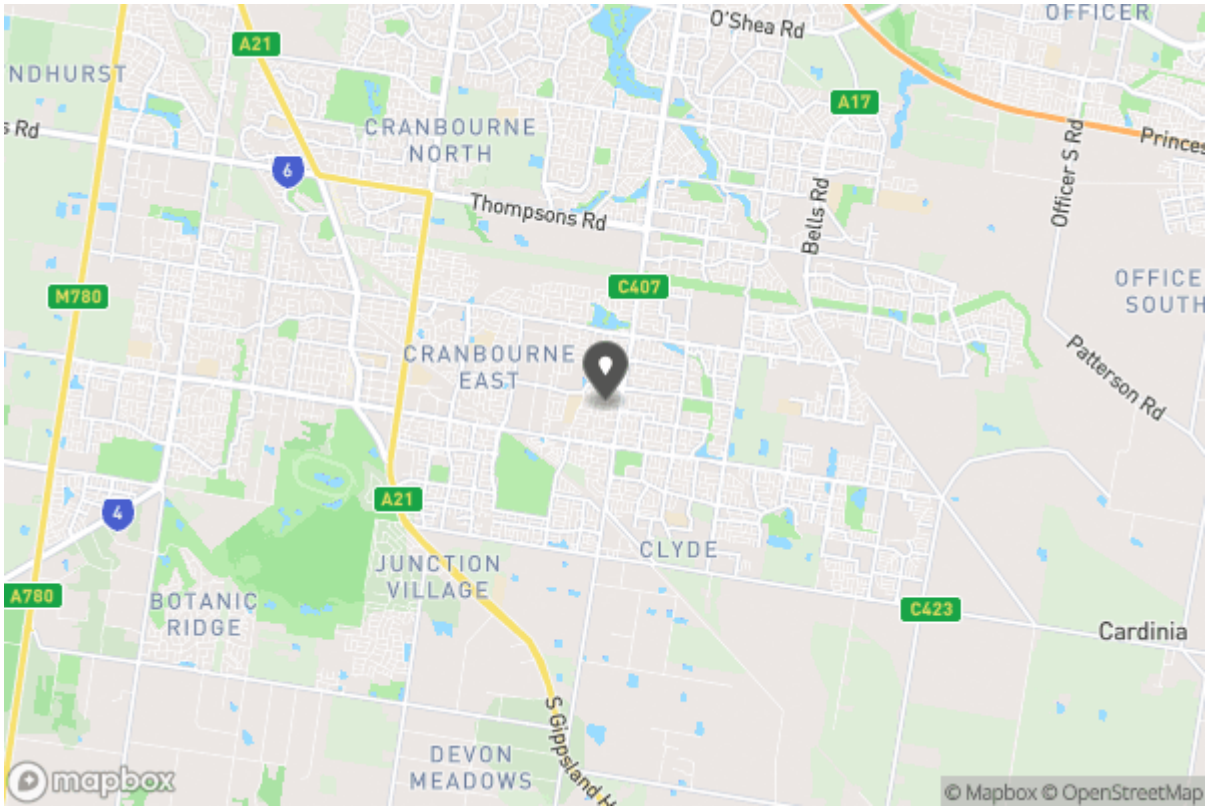 OFFICER
O'Shea Rd
A21
NDHURST
A17
s Rd
CRANBOURNE
NORTH
Princes
6
Officer S Rd
Thompsons Rd
Bells Rd
C407
M780
OFFICE
SOUTH
CRANBOURNE
EAST
Patterson Rd
A21
4
CLYDE
JUNCTION
VILLAGE
A780
BOTANIC
RIDGE
C423
Cardinia
S Gippsland H
DEVON
MEADOWS
mapbox
© Mapbox © OpenStreetMap